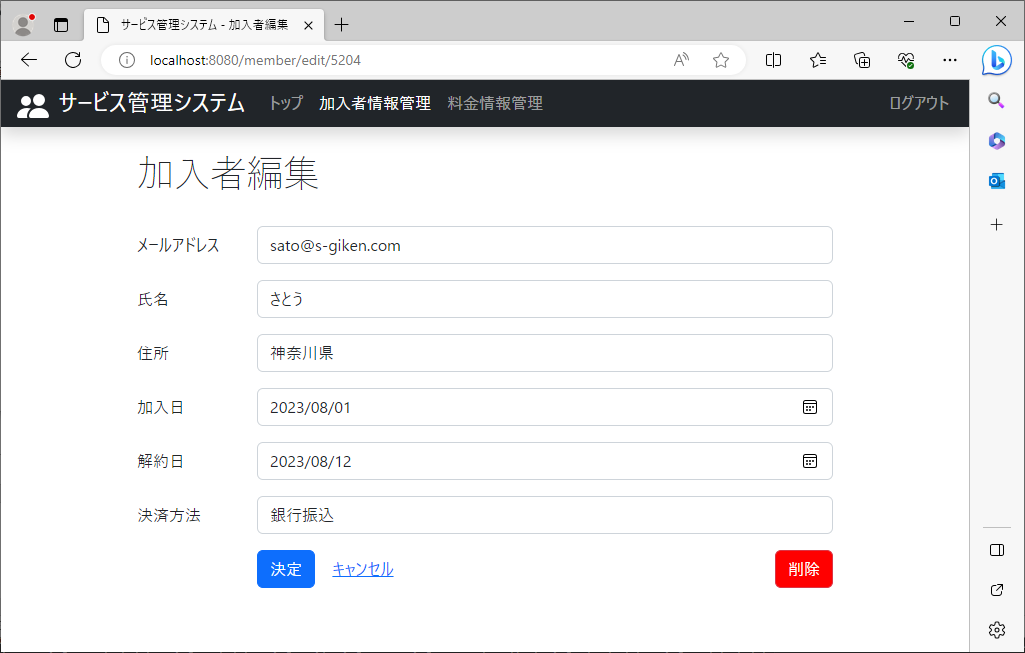 サービス管理システム - 加入者編集
localhost:8080/member/edit/5204
サービス管理システム トップ 加入者情報管理 料金情報管理 ログアウト
加入者編集
メールアドレス sato@s-giken.com
氏名 さとう
住所 神奈川県
加入日 2023/08/01
解約日 2023/08/12
決済方法 銀行振込
決定 キャンセル 削除